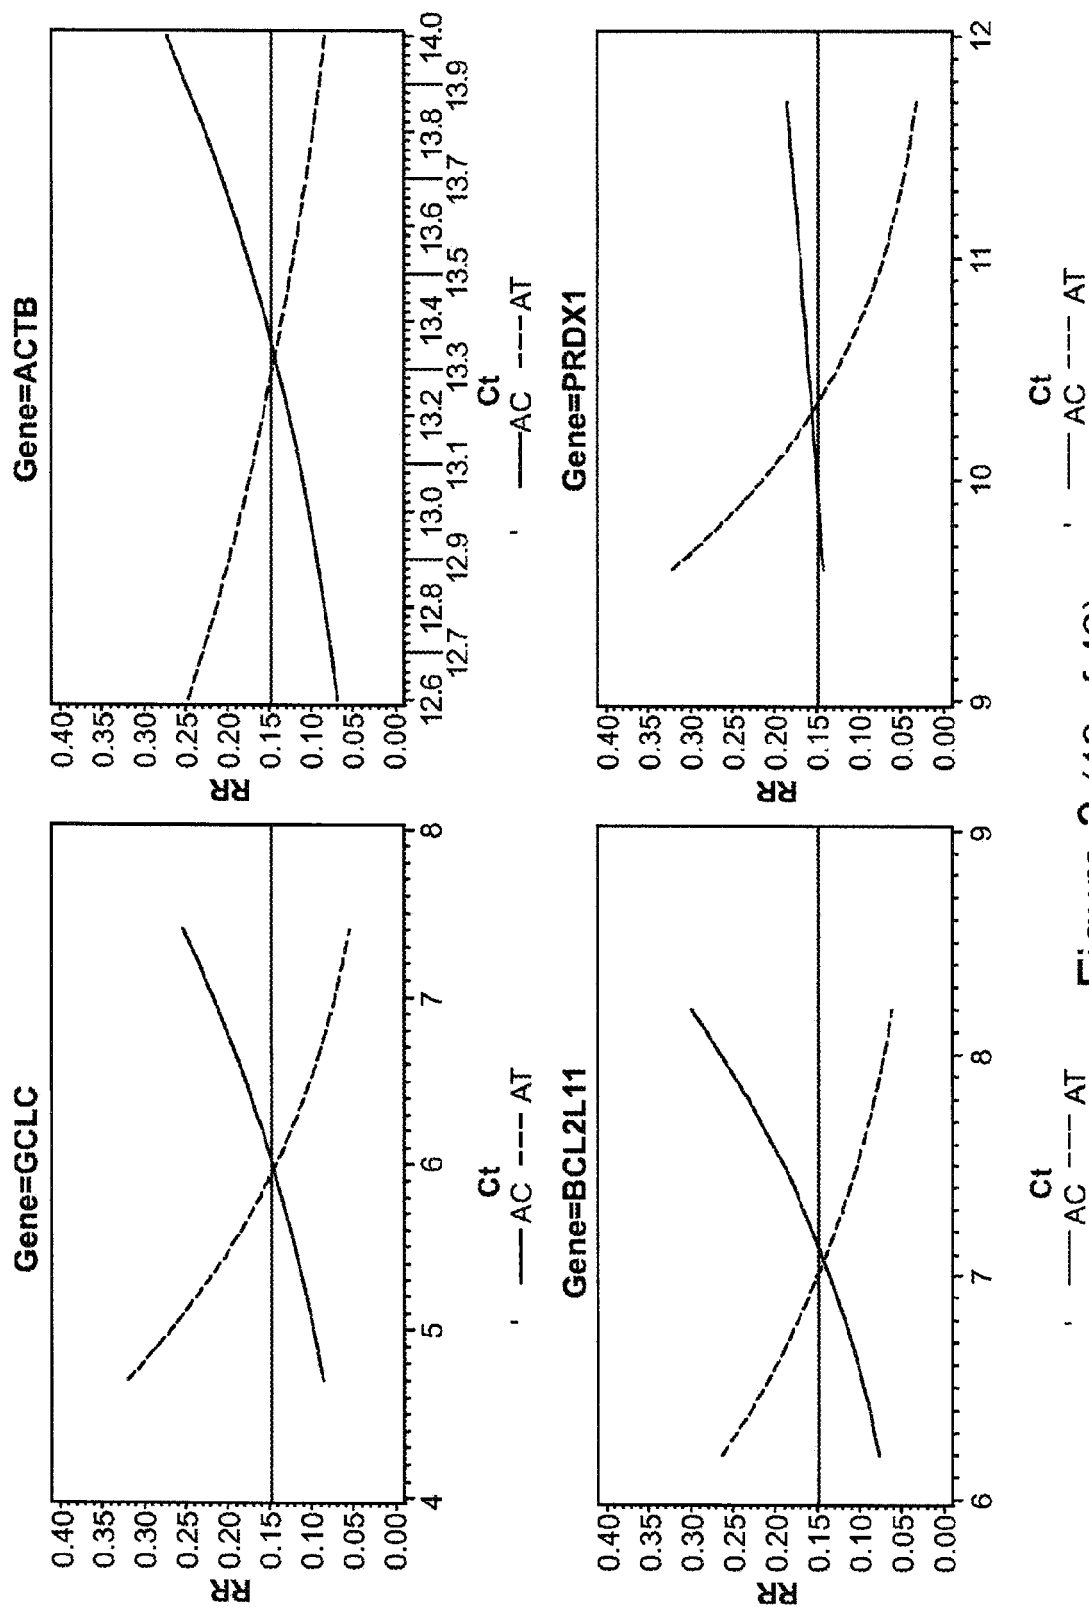 Gene=GCLC
RR
0.40
0.35
0.30
0.25
0.20
0.15
0.10
0.05
0.00
4 5 6 7 8
Ct
AC AT
Gene=ACTB
RR
0.40
0.35
0.30
0.25
0.20
0.15
0.10
0.05
0.00
12.6 12.8 13.0 13.2 13.4 13.6 13.8 14.0
12.7 12.9 13.1 13.3 13.5 13.7 13.9
Ct
AC AT
Gene=BCL2L11
RR
0.40
0.35
0.30
0.25
0.20
0.15
0.10
0.05
0.00
6 7 8 9
Ct
AC AT
Gene=PRDX1
RR
0.40
0.35
0.30
0.25
0.20
0.15
0.10
0.05
0.00
9 10 11 12
Ct
AC AT